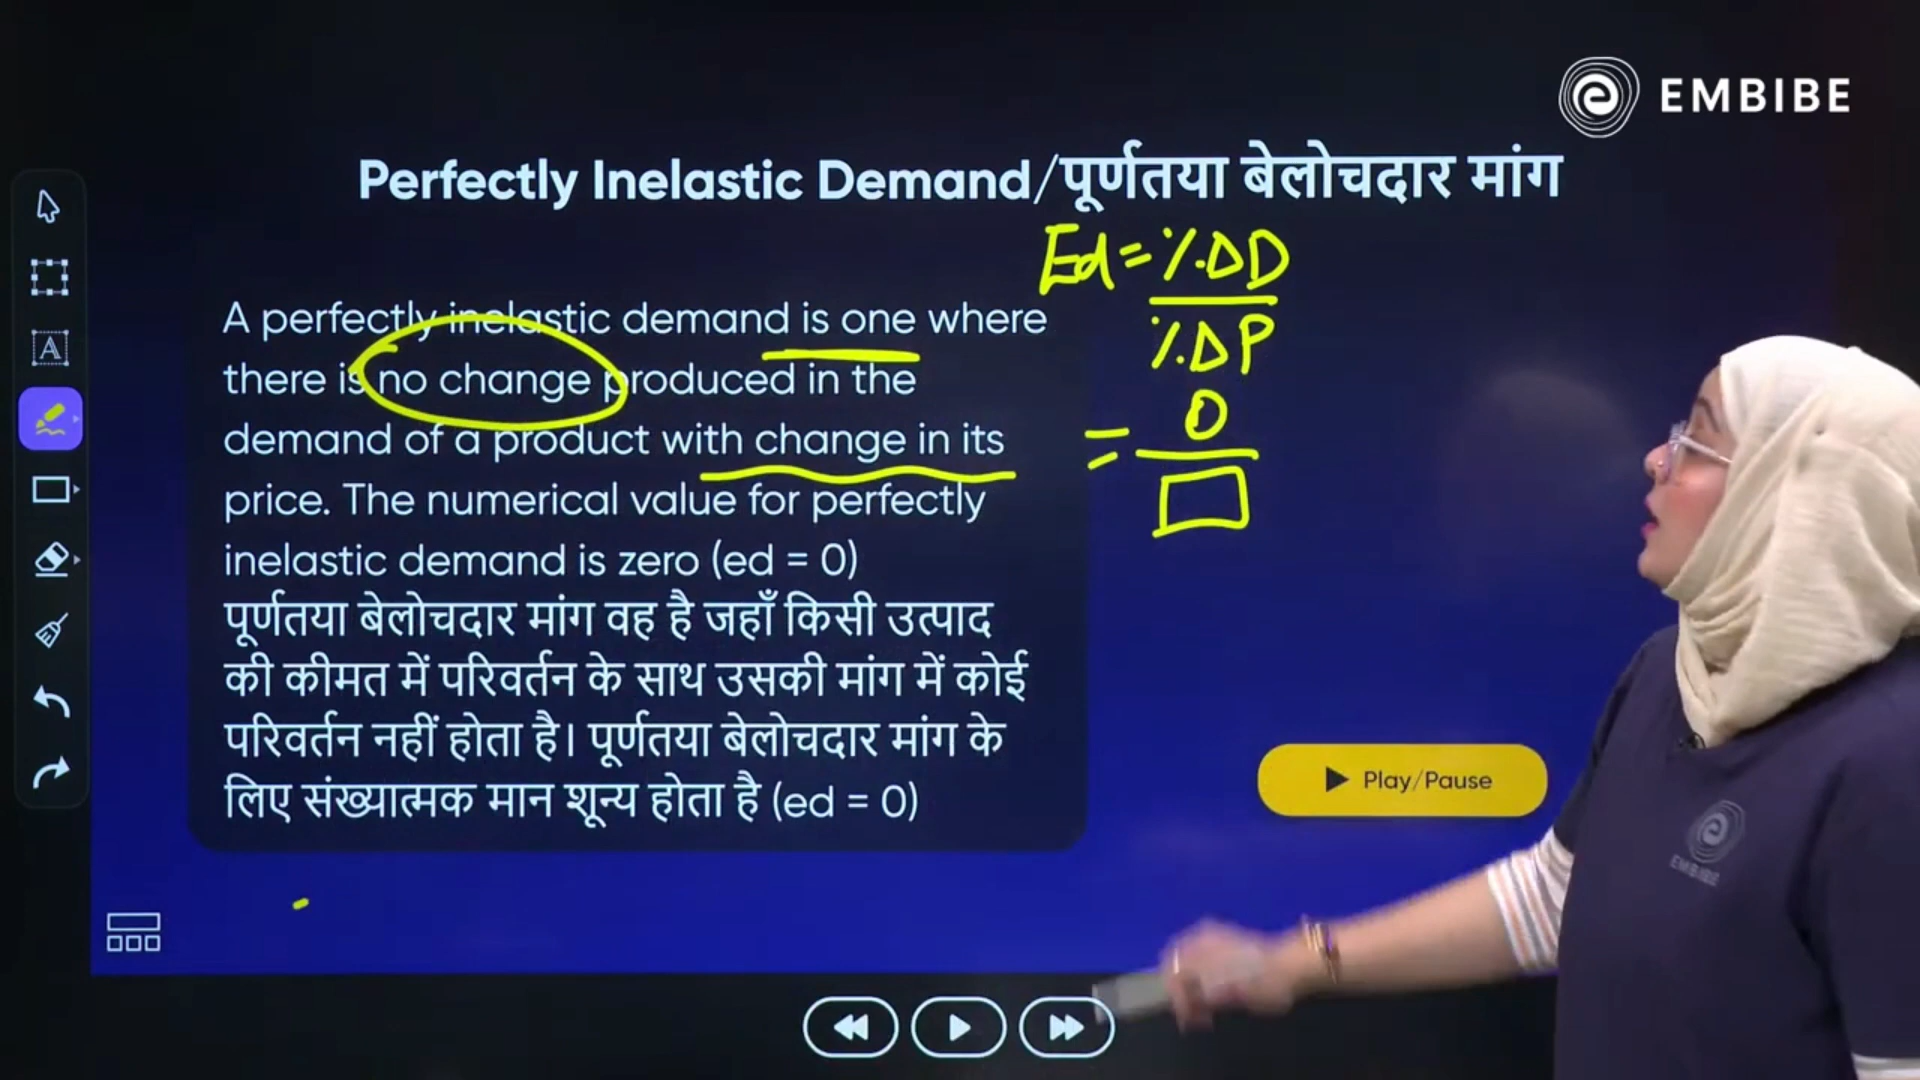 EMBIBE
Perfectly Inelastic Demand/पूर्णतया बेलोचदार मांग
Ed = %ΔD
%ΔP
= 0
A perfectly inelastic demand is one where
there is no change produced in the
demand of a product with change in its
price. The numerical value for perfectly
inelastic demand is zero (ed = 0)
पूर्णतया बेलोचदार मांग वह है जहाँ किसी उत्पाद
की कीमत में परिवर्तन के साथ उसकी मांग में कोई
परिवर्तन नहीं होता है। पूर्णतया बेलोचदार मांग के
लिए संख्यात्मक मान शून्य होता है (ed = 0)
Play/Pause
EMBIBE
A